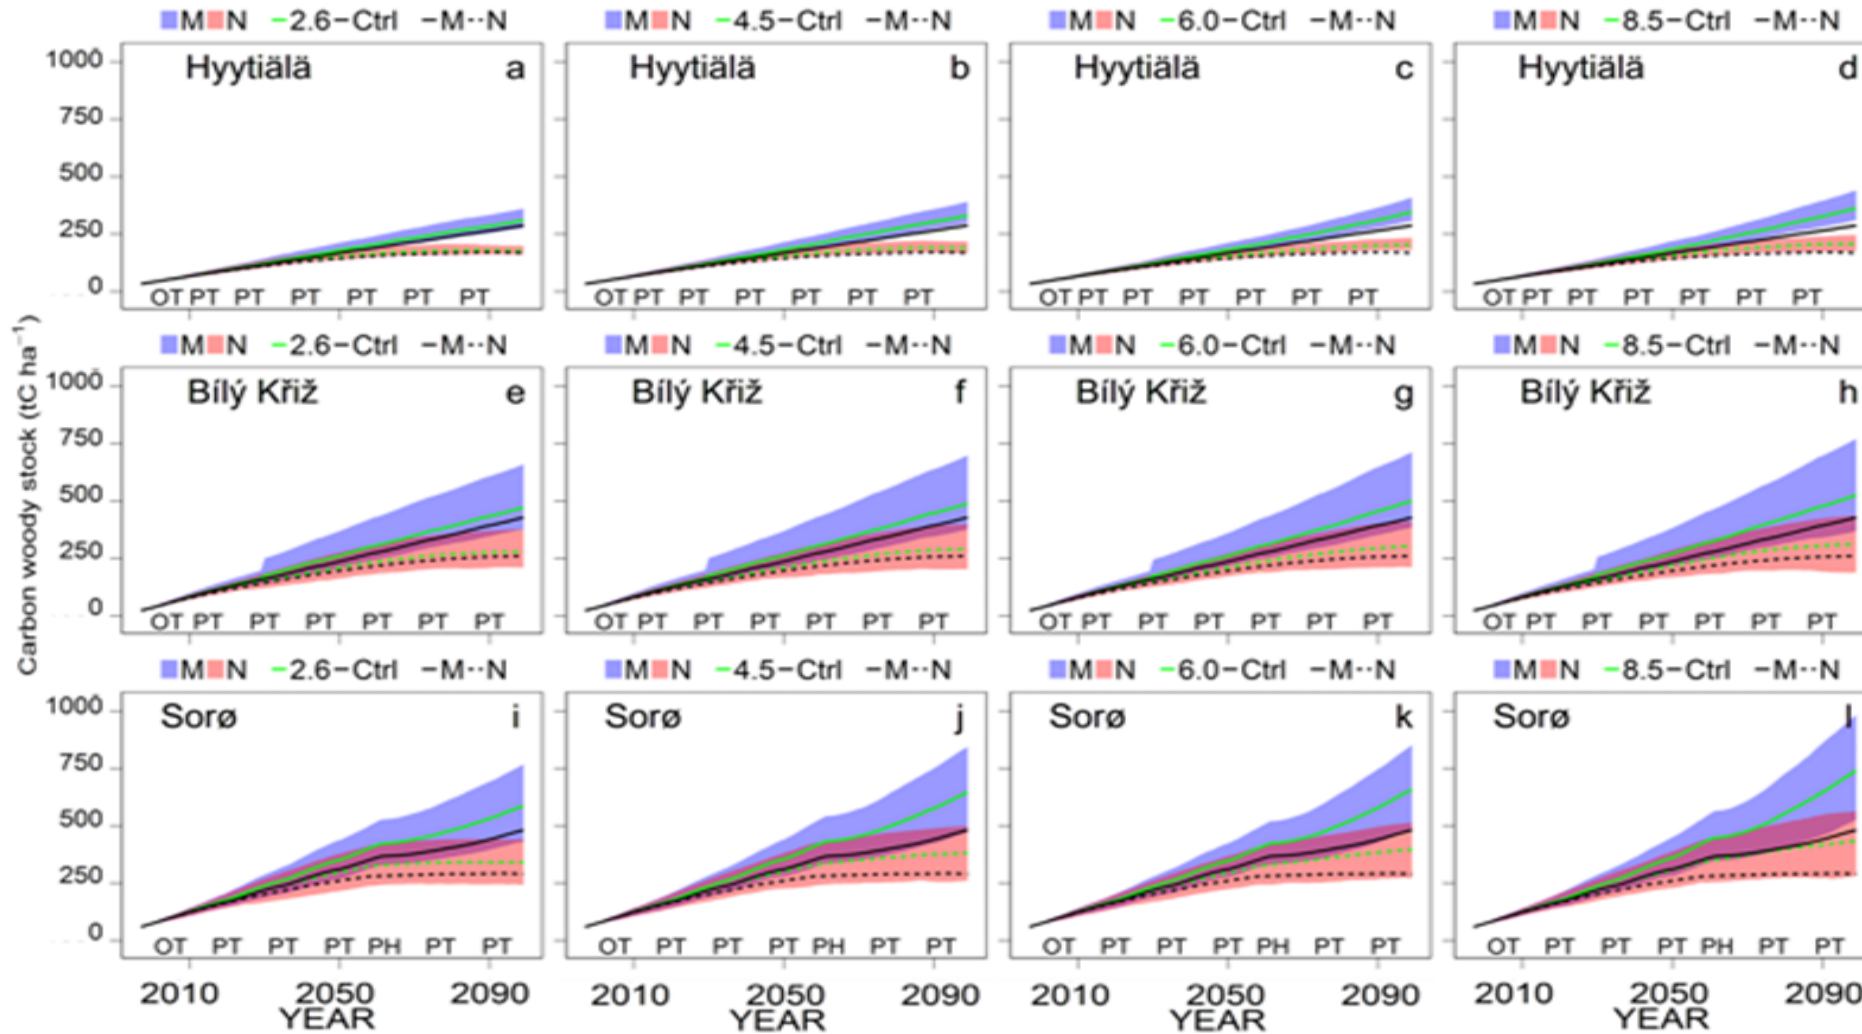 M N 2.6 Ctrl M N M N 4.5 Ctrl M N M N 6.0 Ctrl M N M N 8.5 Ctrl M N
Hyytiälä a Hyytiälä b Hyytiälä c Hyytiälä d
1000
750
500
250
0
OT PT PT PT PT PT PT OT PT PT PT PT PT PT OT PT PT PT PT PT PT OT PT PT PT PT PT PT
M N 2.6 Ctrl M N M N 4.5 Ctrl M N M N 6.0 Ctrl M N M N 8.5 Ctrl M N
Bílý Křiž e Bílý Křiž f Bílý Křiž g Bílý Křiž h
1000
750
500
250
0
OT PT PT PT PT PT PT OT PT PT PT PT PT PT OT PT PT PT PT PT PT OT PT PT PT PT PT PT
Carbon woody stock (tC ha⁻¹)
M N 2.6 Ctrl M N M N 4.5 Ctrl M N M N 6.0 Ctrl M N M N 8.5 Ctrl M N
Sorø i Sorø j Sorø k Sorø l
1000
750
500
250
0
OT PT PT PT PH PT PT OT PT PT PT PH PT PT OT PT PT PT PH PT PT OT PT PT PT PH PT PT
2010 2050 2090 2010 2050 2090 2010 2050 2090 2010 2050 2090
YEAR YEAR YEAR YEAR